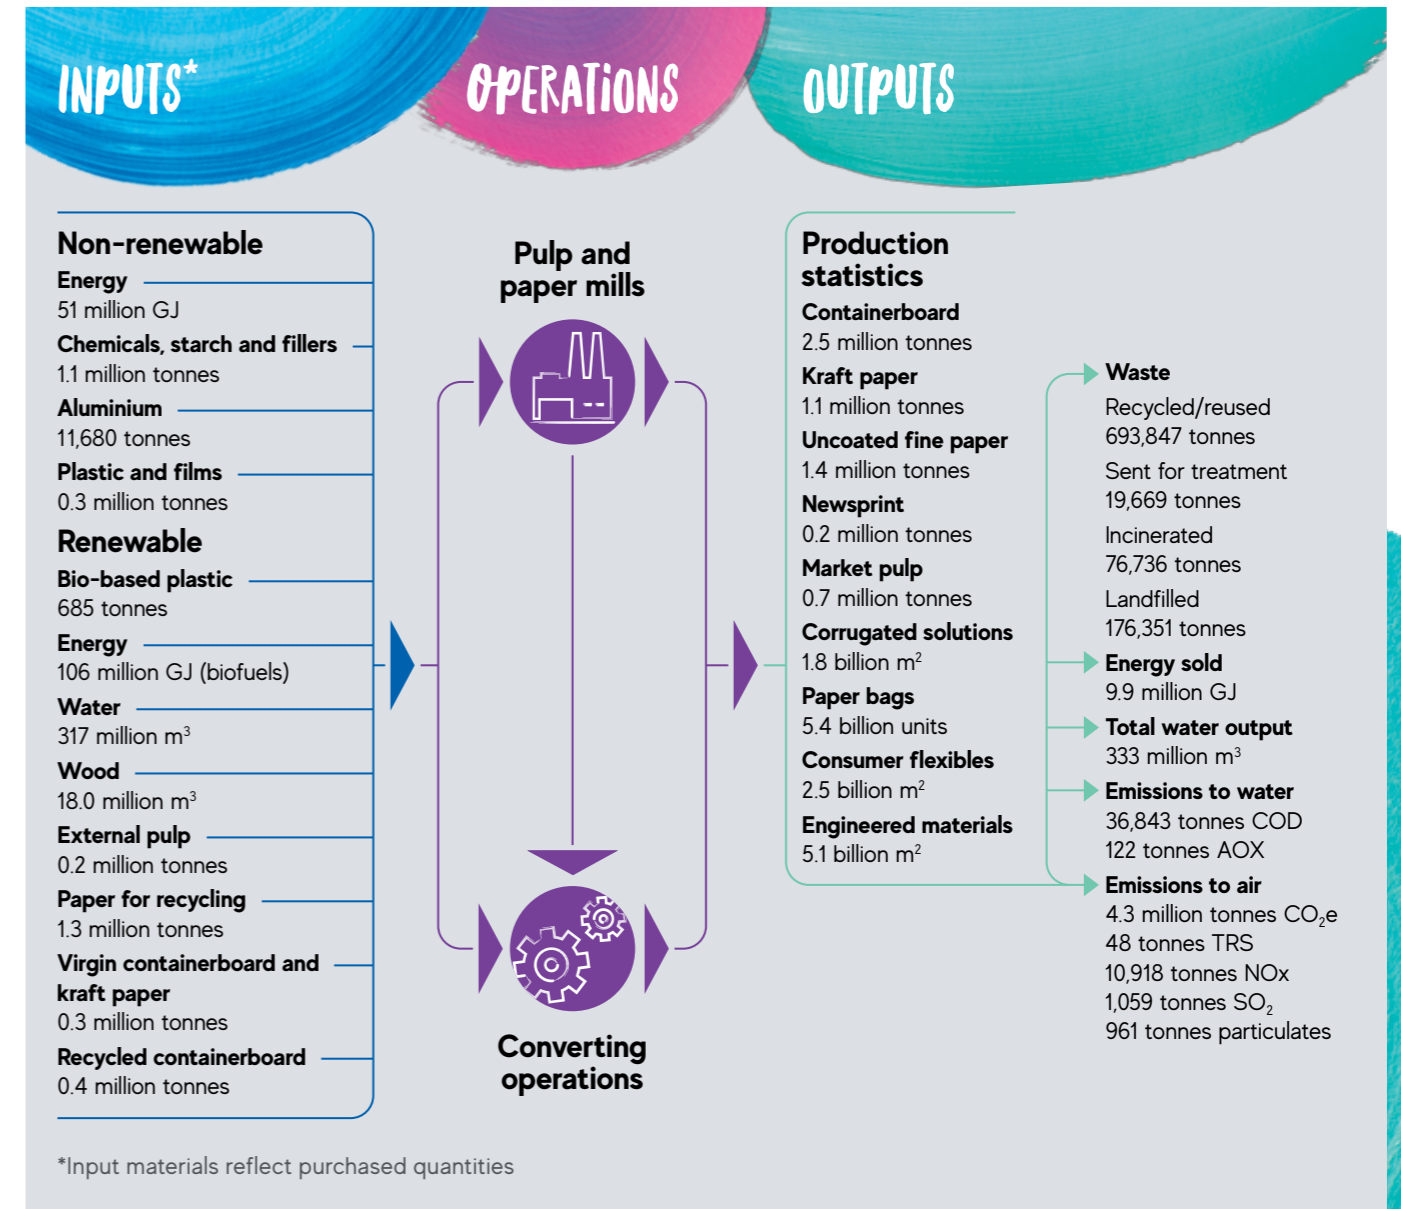 INPUTS*
OPERATiONS
OUTPUTS
Non-renewable
Energy
51 million GJ
Chemicals, starch and fillers
1.1 million tonnes
Aluminium
11,680 tonnes
Plastic and films
0.3 million tonnes
Renewable
Bio-based plastic
685 tonnes
Energy
106 million GJ (biofuels)
Water
317 million m³
Wood
18.0 million m³
External pulp
0.2 million tonnes
Paper for recycling
1.3 million tonnes
Virgin containerboard and
kraft paper
0.3 million tonnes
Recycled containerboard
0.4 million tonnes
Pulp and
paper mills
Converting
operations
Production
statistics
Containerboard
2.5 million tonnes
Kraft paper
1.1 million tonnes
Uncoated fine paper
1.4 million tonnes
Newsprint
0.2 million tonnes
Market pulp
0.7 million tonnes
Corrugated solutions
1.8 billion m²
Paper bags
5.4 billion units
Consumer flexibles
2.5 billion m²
Engineered materials
5.1 billion m²
Waste
Recycled/reused
693,847 tonnes
Sent for treatment
19,669 tonnes
Incinerated
76,736 tonnes
Landfilled
176,351 tonnes
Energy sold
9.9 million GJ
Total water output
333 million m³
Emissions to water
36,843 tonnes COD
122 tonnes AOX
Emissions to air
4.3 million tonnes CO₂e
48 tonnes TRS
10,918 tonnes NOx
1,059 tonnes SO₂
961 tonnes particulates
*Input materials reflect purchased quantities